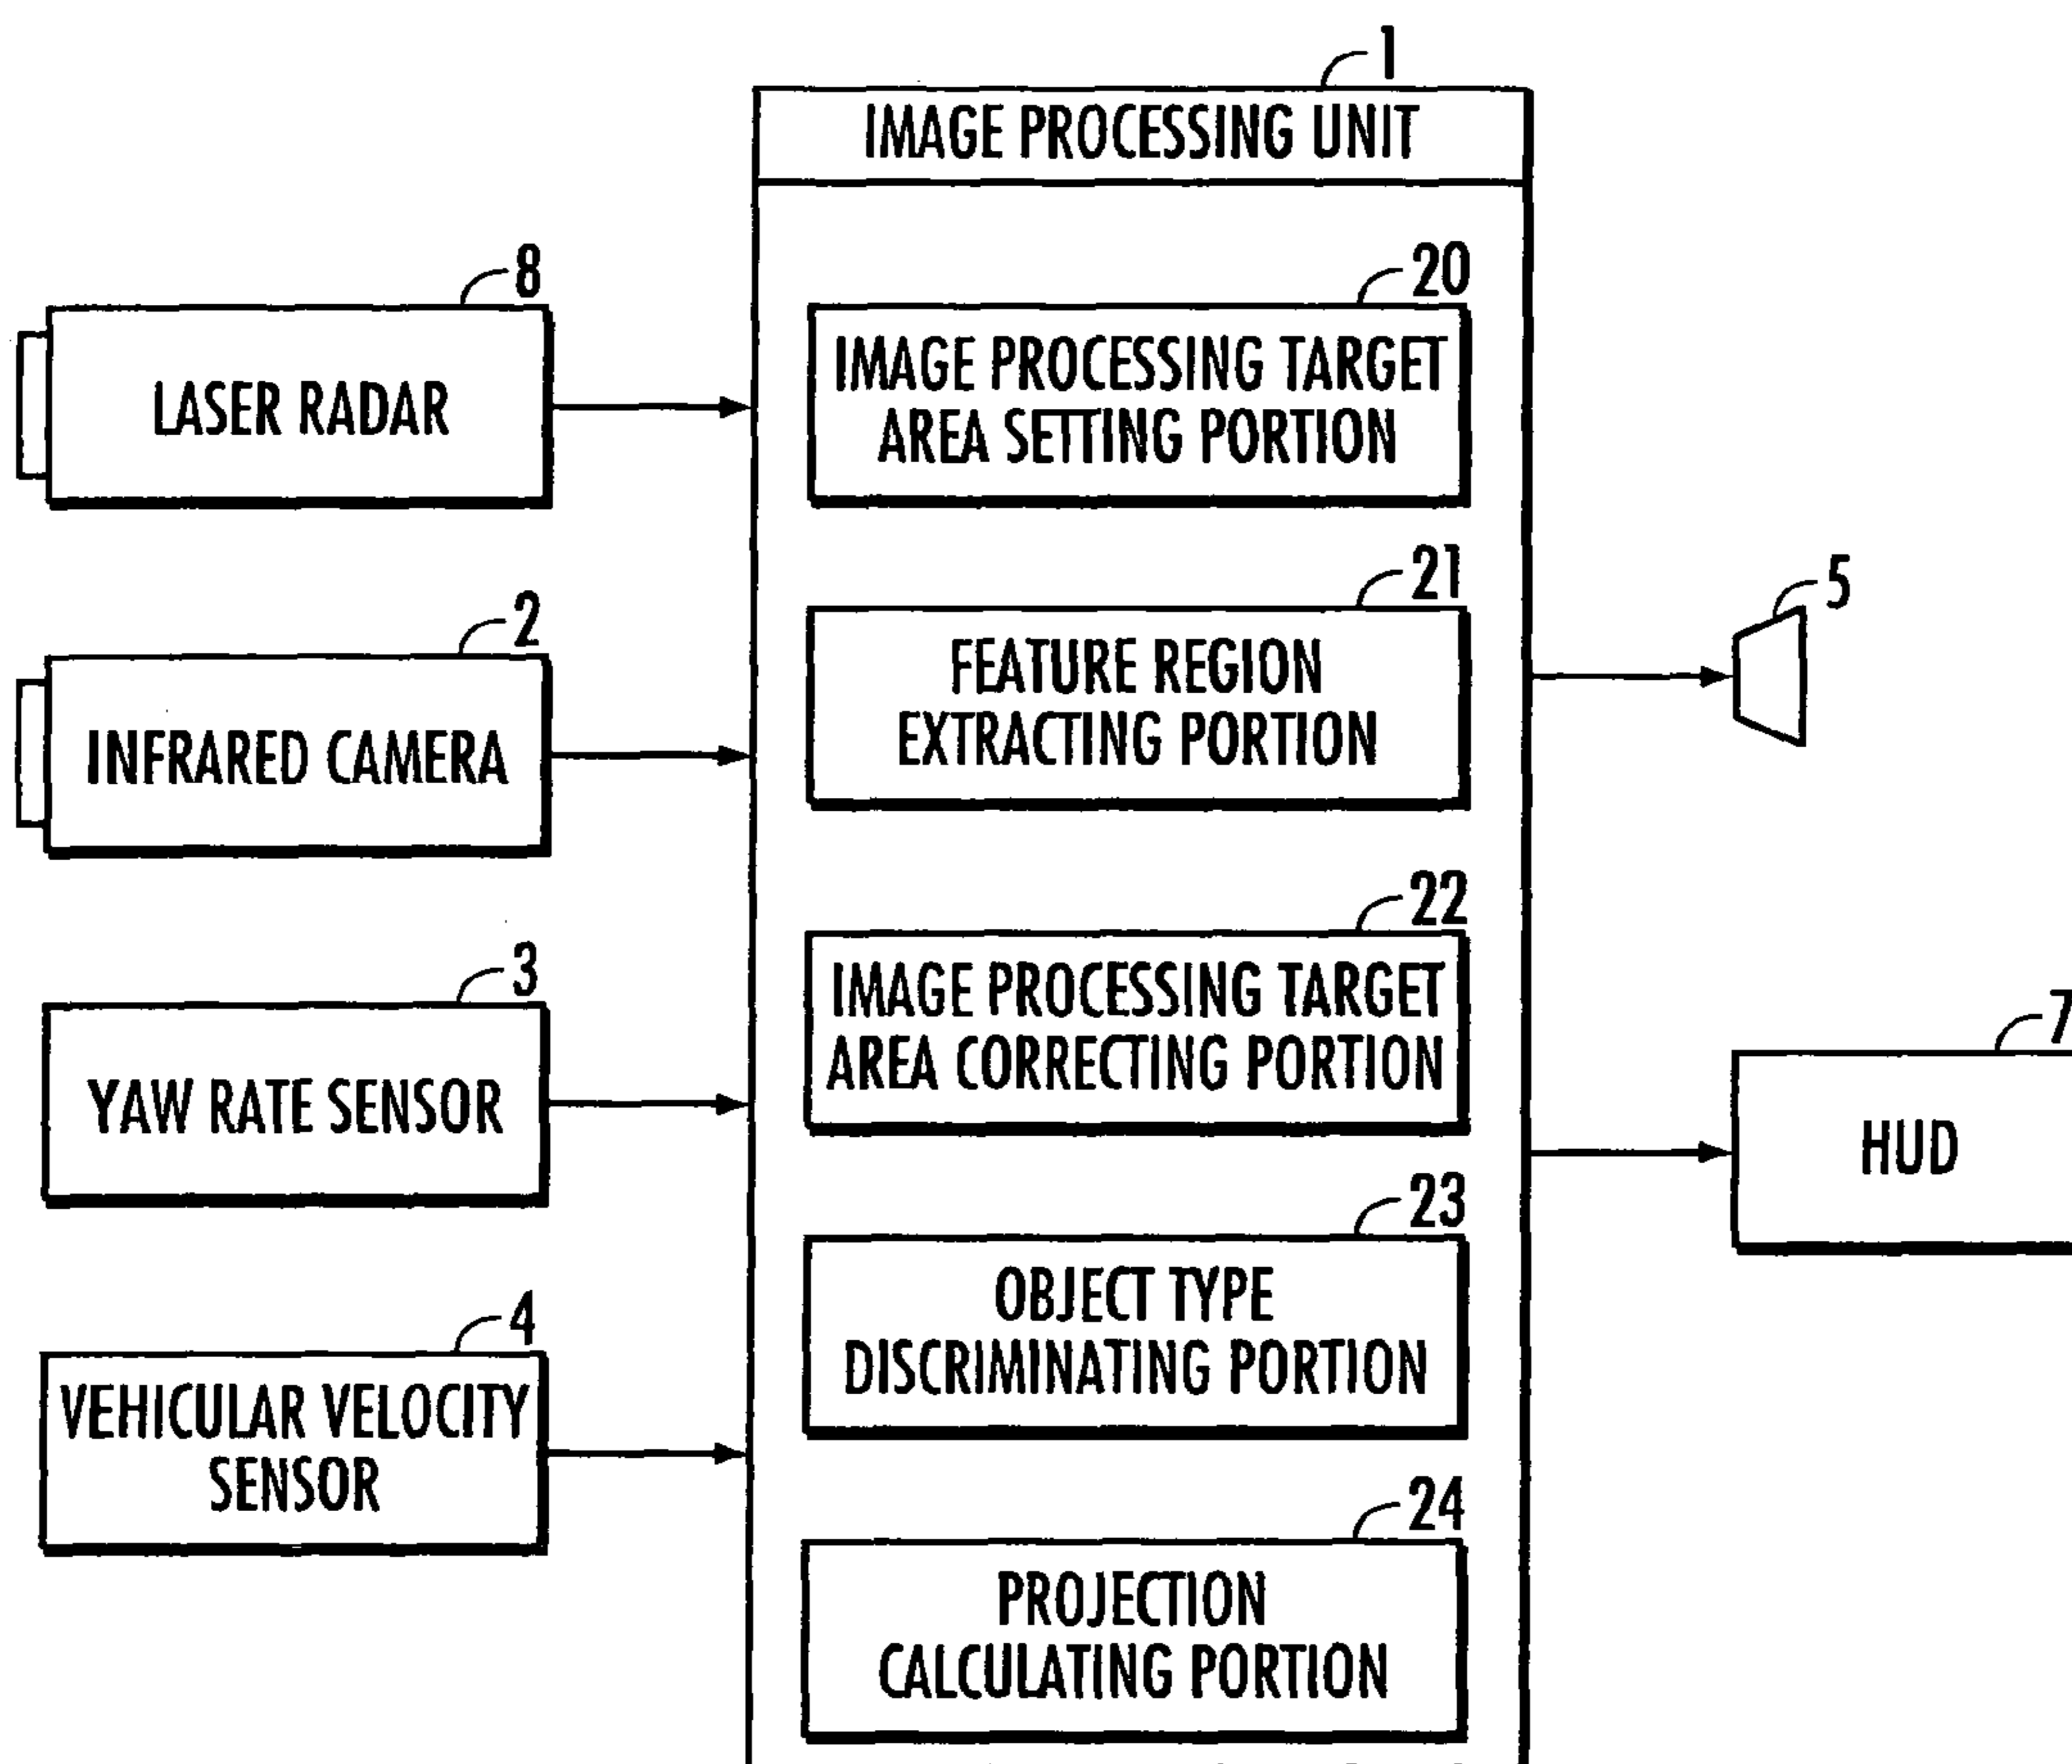 1
IMAGE PROCESSING UNIT
8
LASER RADAR
2
INFRARED CAMERA
3
YAW RATE SENSOR
4
VEHICULAR VELOCITY
SENSOR
20
IMAGE PROCESSING TARGET
AREA SETTING PORTION
21
FEATURE REGION
EXTRACTING PORTION
22
IMAGE PROCESSING TARGET
AREA CORRECTING PORTION
23
OBJECT TYPE
DISCRIMINATING PORTION
24
PROJECTION
CALCULATING PORTION
5
7
HUD